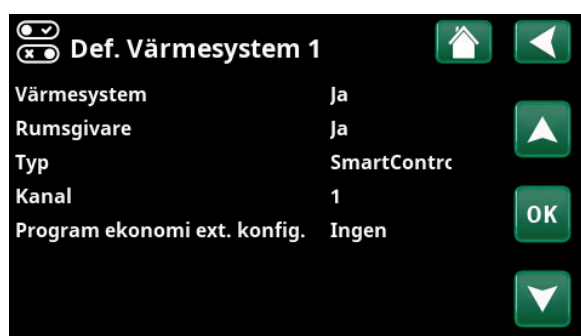 Def. Värmesystem 1
Värmesystem Ja
Rumsgivare Ja
Typ SmartContrc
Kanal 1
OK
Program ekonomi ext. konfig. Ingen